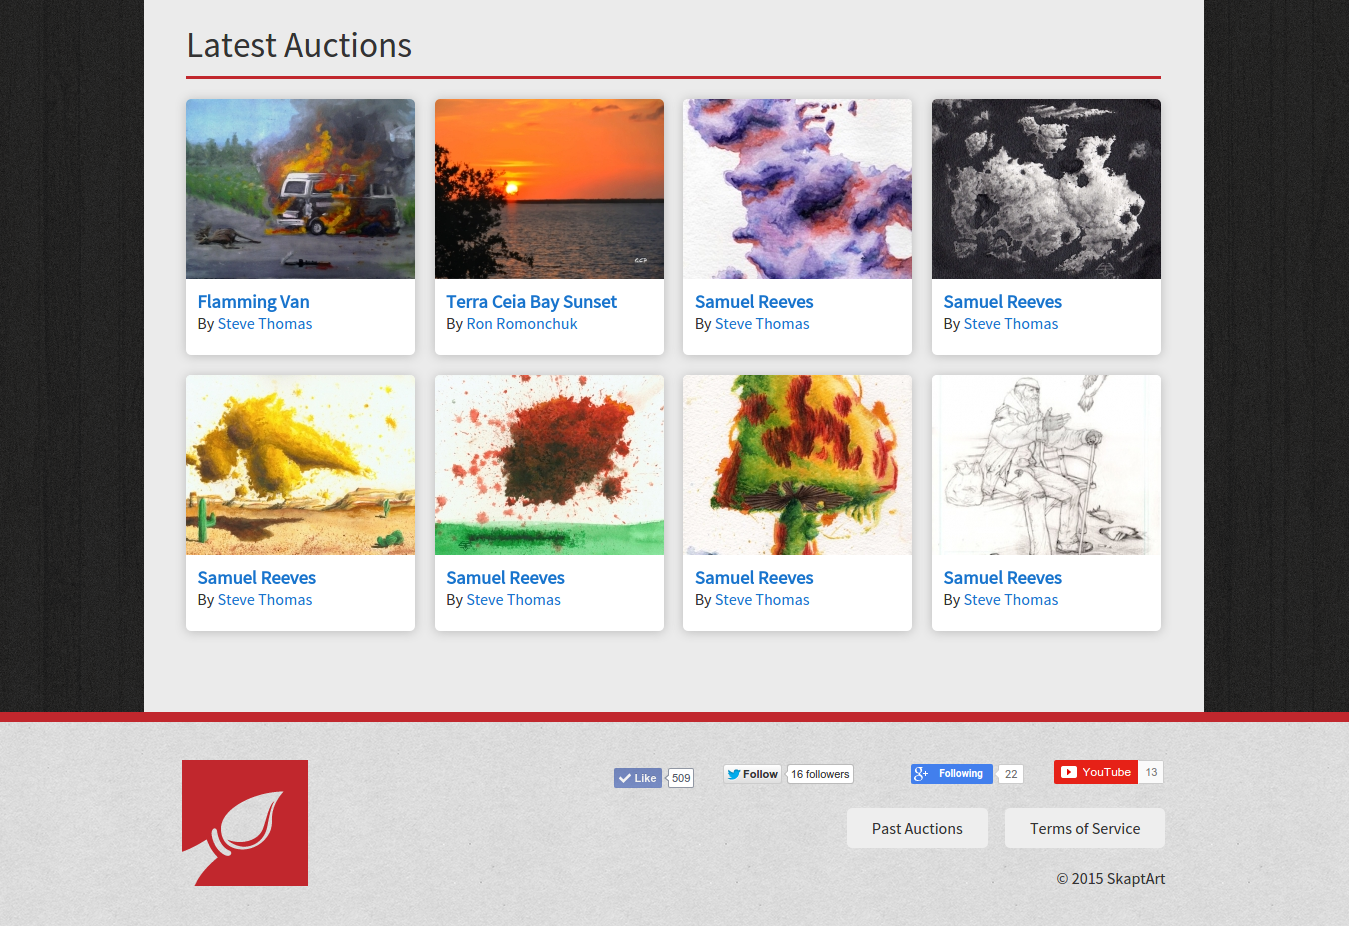 Latest Auctions
Flamming Van
By Steve Thomas
Terra Ceia Bay Sunset
By Ron Romonchuk
Samuel Reeves
By Steve Thomas
Samuel Reeves
By Steve Thomas
Samuel Reeves
By Steve Thomas
Samuel Reeves
By Steve Thomas
Samuel Reeves
By Steve Thomas
Samuel Reeves
By Steve Thomas
Like 509
Follow 16 followers
g+ Following 22
YouTube 13
Past Auctions
Terms of Service
© 2015 SkaptArt